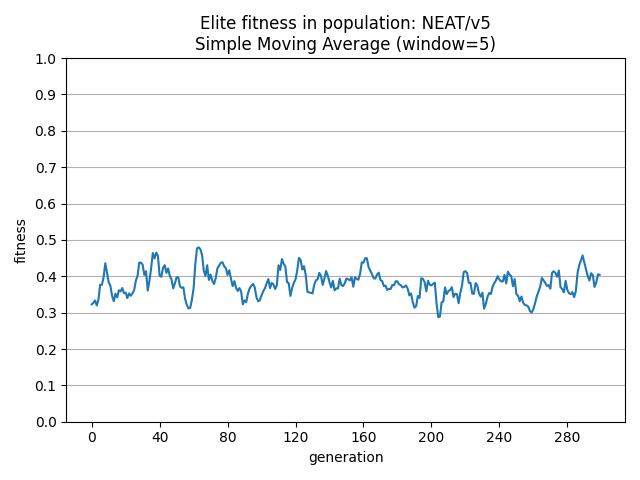 Elite fitness in population: NEAT/v5
Simple Moving Average (window=5)
1.0
0.9
0.8
0.7
0.6
0.5
0.4
0.3
0.2
0.1
0.0
fitness
0 40 80 120 160 200 240 280
generation